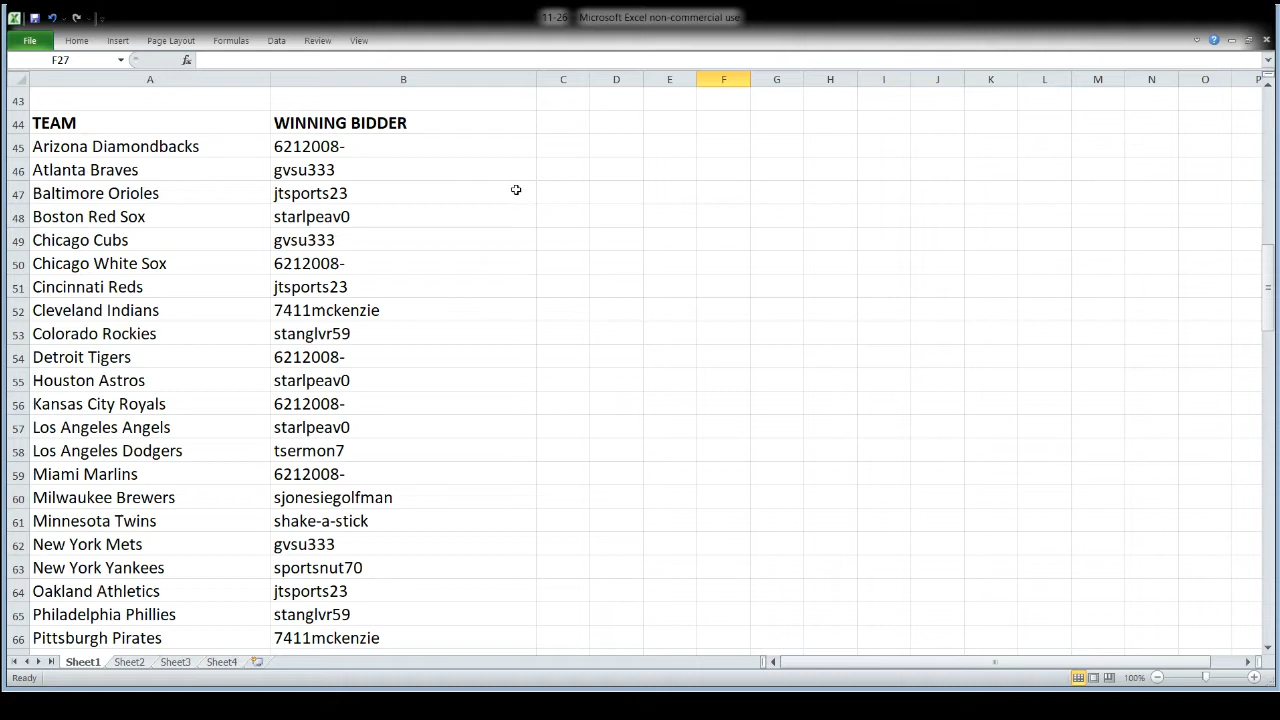 11-26 - Microsoft Excel non-commercial use
File Home Insert Page Layout Formulas Data Review View
F27 fx
A B C D E F G H I J K L M N O P
43
44 TEAM WINNING BIDDER
45 Arizona Diamondbacks 6212008-
46 Atlanta Braves gvsu333
47 Baltimore Orioles jtsports23
48 Boston Red Sox starlpeav0
49 Chicago Cubs gvsu333
50 Chicago White Sox 6212008-
51 Cincinnati Reds jtsports23
52 Cleveland Indians 7411mckenzie
53 Colorado Rockies stanglvr59
54 Detroit Tigers 6212008-
55 Houston Astros starlpeav0
56 Kansas City Royals 6212008-
57 Los Angeles Angels starlpeav0
58 Los Angeles Dodgers tsermon7
59 Miami Marlins 6212008-
60 Milwaukee Brewers sjonesiegolfman
61 Minnesota Twins shake-a-stick
62 New York Mets gvsu333
63 New York Yankees sportsnut70
64 Oakland Athletics jtsports23
65 Philadelphia Phillies stanglvr59
66 Pittsburgh Pirates 7411mckenzie
Sheet1 Sheet2 Sheet3 Sheet4
Ready 100%